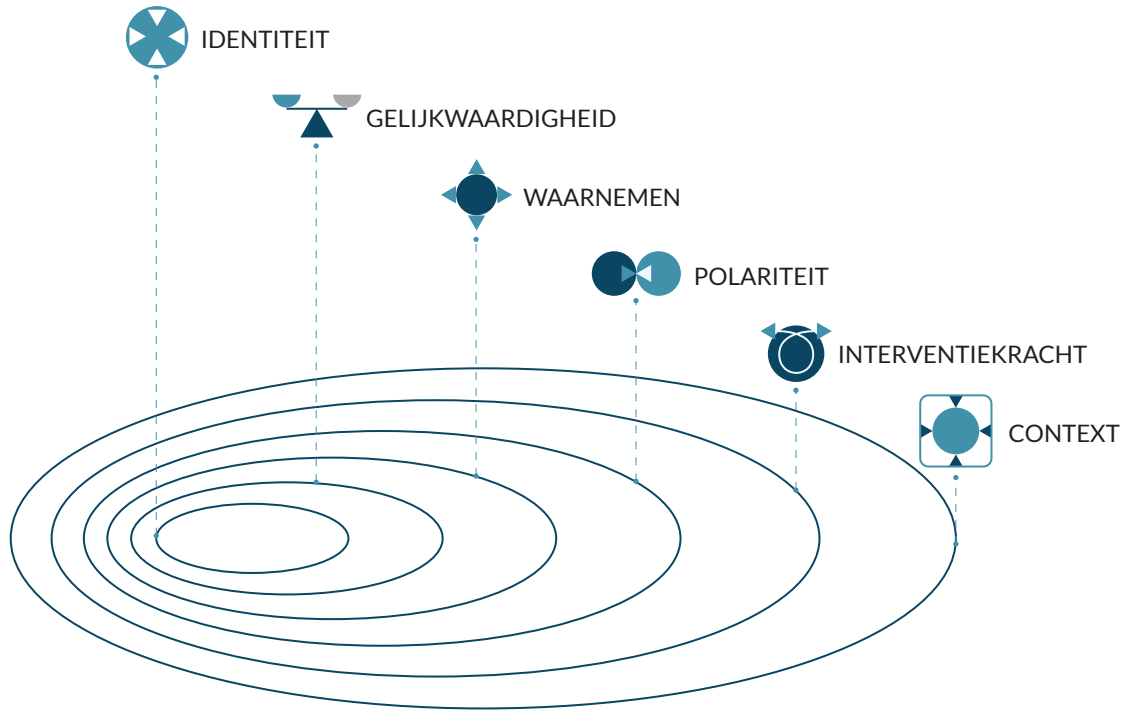 IDENTITEIT
GELIJKWAARDIGHEID
WAARNEMEN
POLARITEIT
INTERVENTIEKRACHT
CONTEXT